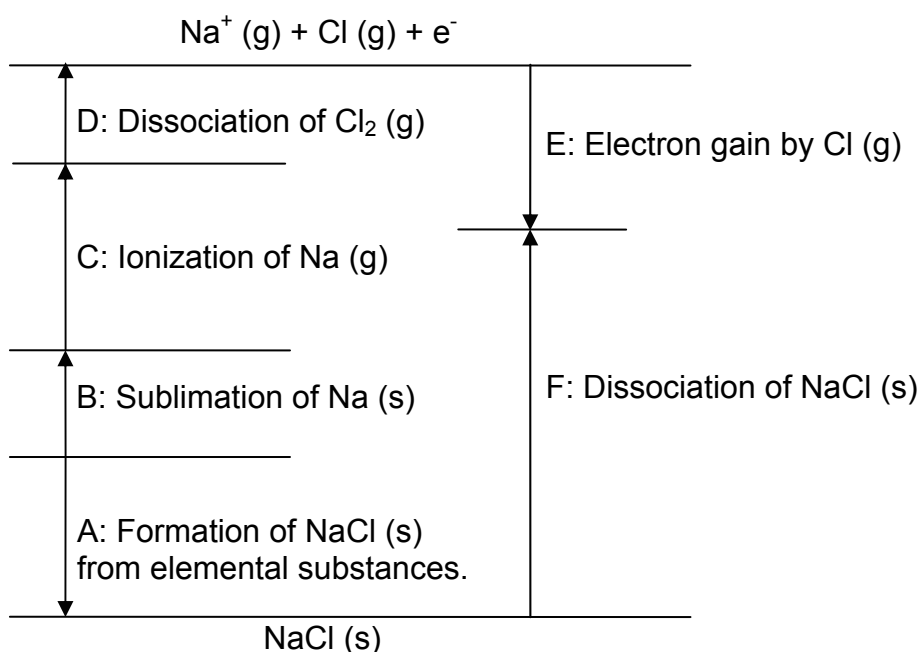 Na⁺ (g) + Cl (g) + e⁻
D: Dissociation of Cl₂ (g)
E: Electron gain by Cl (g)
C: Ionization of Na (g)
B: Sublimation of Na (s)
F: Dissociation of NaCl (s)
A: Formation of NaCl (s)
from elemental substances.
NaCl (s)